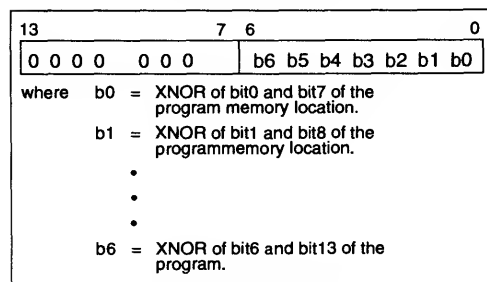 13 7 6 0
0 0 0 0 0 0 0 b6 b5 b4 b3 b2 b1 b0
where b0 = XNOR of bit0 and bit7 of the
program memory location.
b1 = XNOR of bit1 and bit8 of the
programmemory location.
•
•
•
b6 = XNOR of bit6 and bit13 of the
program.